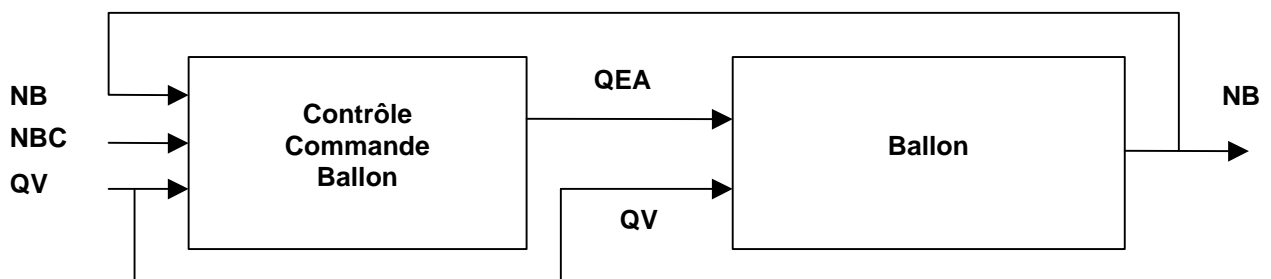 NB
NBC
QV
Contrôle
Commande
Ballon
QEA
QV
Ballon
NB